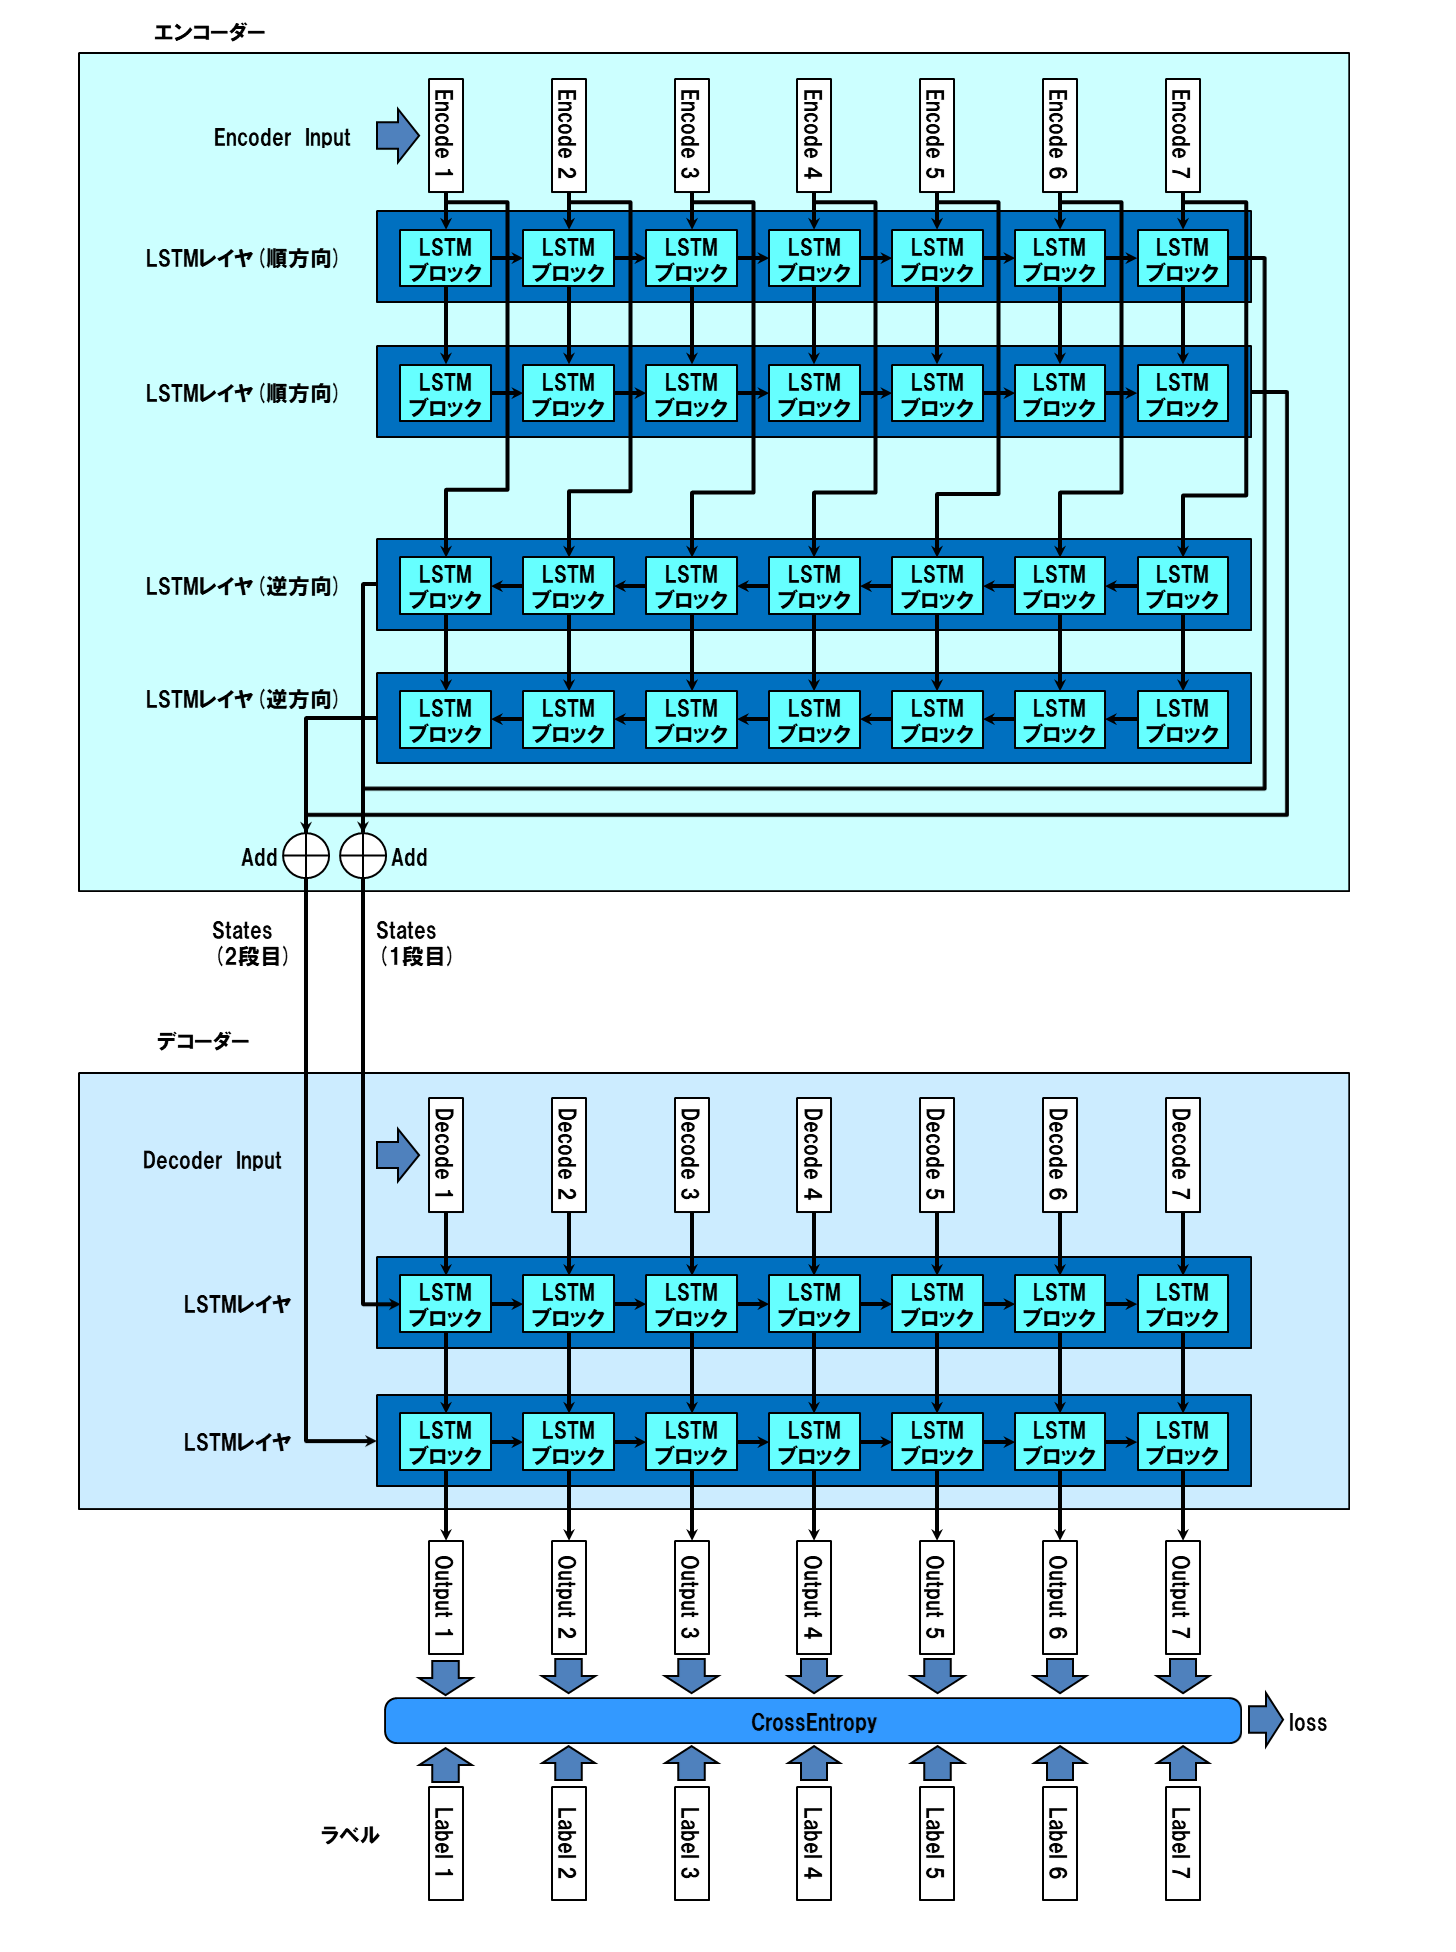 エンコーダー
Encoder Input
Encode 1
Encode 2
Encode 3
Encode 4
Encode 5
Encode 6
Encode 7
LSTMレイヤ(順方向)
LSTM
ブロック
LSTM
ブロック
LSTM
ブロック
LSTM
ブロック
LSTM
ブロック
LSTM
ブロック
LSTM
ブロック
LSTMレイヤ(順方向)
LSTM
ブロック
LSTM
ブロック
LSTM
ブロック
LSTM
ブロック
LSTM
ブロック
LSTM
ブロック
LSTM
ブロック
LSTMレイヤ(逆方向)
LSTM
ブロック
LSTM
ブロック
LSTM
ブロック
LSTM
ブロック
LSTM
ブロック
LSTM
ブロック
LSTM
ブロック
LSTMレイヤ(逆方向)
LSTM
ブロック
LSTM
ブロック
LSTM
ブロック
LSTM
ブロック
LSTM
ブロック
LSTM
ブロック
LSTM
ブロック
Add
Add
States
(2段目)
States
(1段目)
デコーダー
Decoder Input
Decode 1
Decode 2
Decode 3
Decode 4
Decode 5
Decode 6
Decode 7
LSTMレイヤ
LSTM
ブロック
LSTM
ブロック
LSTM
ブロック
LSTM
ブロック
LSTM
ブロック
LSTM
ブロック
LSTM
ブロック
LSTMレイヤ
LSTM
ブロック
LSTM
ブロック
LSTM
ブロック
LSTM
ブロック
LSTM
ブロック
LSTM
ブロック
LSTM
ブロック
Output 1
Output 2
Output 3
Output 4
Output 5
Output 6
Output 7
CrossEntropy
loss
ラベル
Label 1
Label 2
Label 3
Label 4
Label 5
Label 6
Label 7